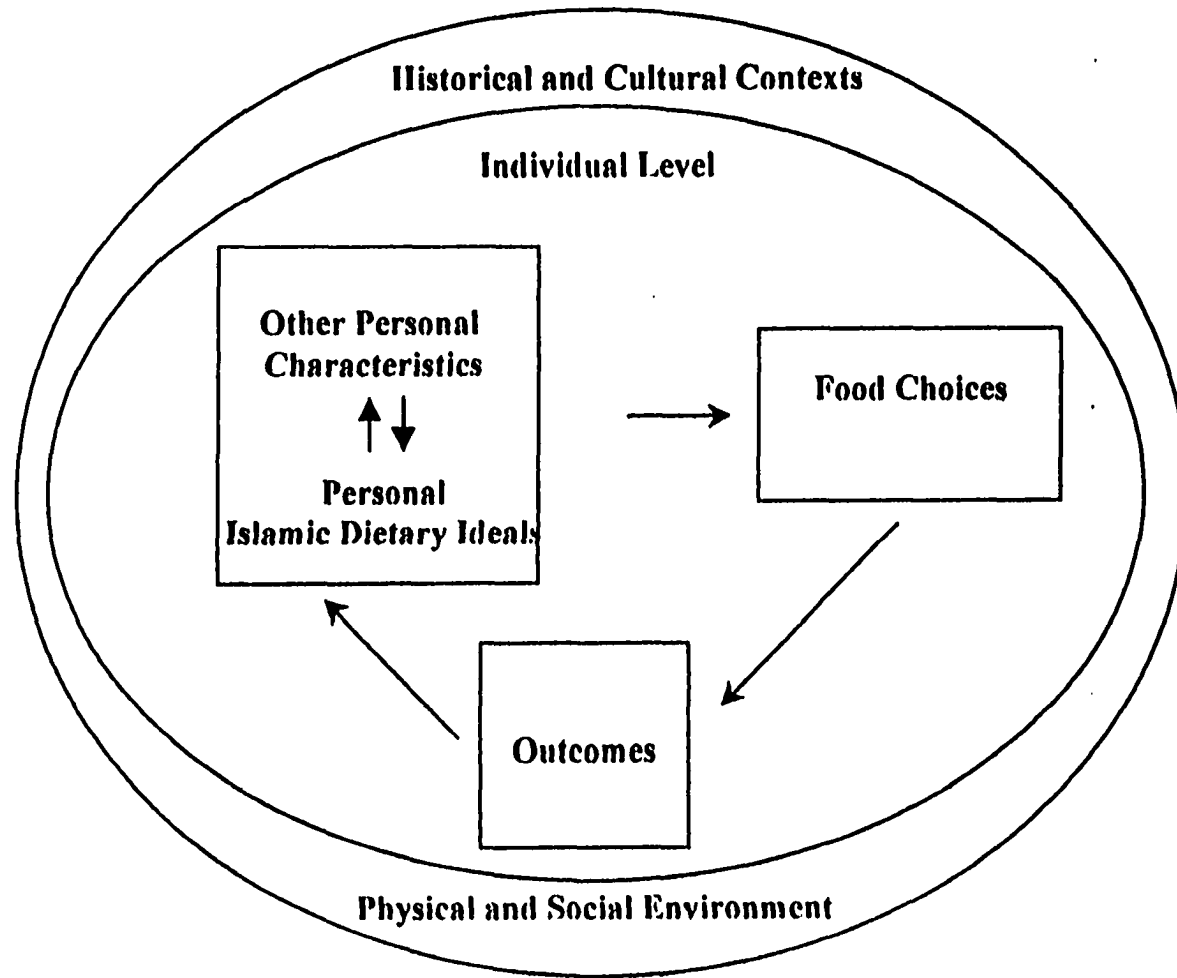 Historical and Cultural Contexts
Individual Level
Other Personal
Characteristics
Personal
Islamic Dietary Ideals
Food Choices
Outcomes
Physical and Social Environment